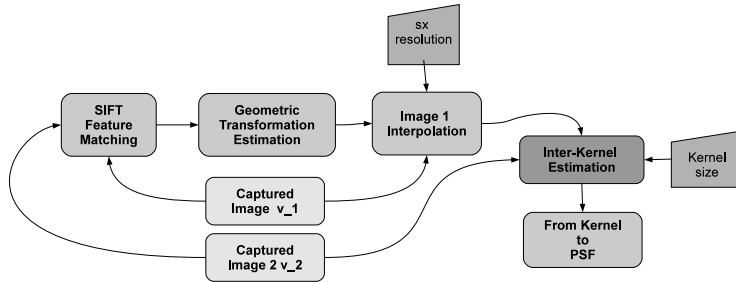 sx
resolution
SIFT
Feature
Matching
Geometric
Transformation
Estimation
Image 1
Interpolation
Inter-Kernel
Estimation
Kernel
size
Captured
Image v_1
Captured
Image 2 v_2
From Kernel
to
PSF